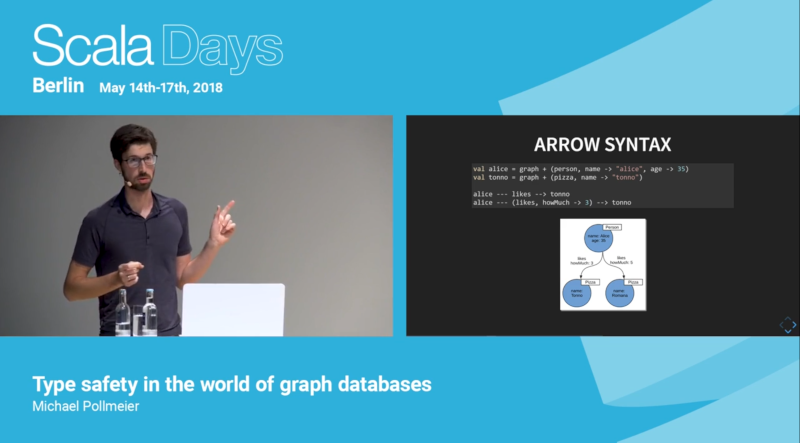 Scala Days
Berlin May 14th-17th, 2018
ARROW SYNTAX
val alice = graph + (person, name -> "alice", age -> 35)
val tonno = graph + (pizza, name -> "tonno")
alice --- likes --> tonno
alice --- (likes, howMuch -> 3) --> tonno
Person
name: Alice
age: 35
likes
howMuch: 3
likes
howMuch: 5
Pizza
Pizza
name:
Tonno
name:
Romana
Type safety in the world of graph databases
Michael Pollmeier